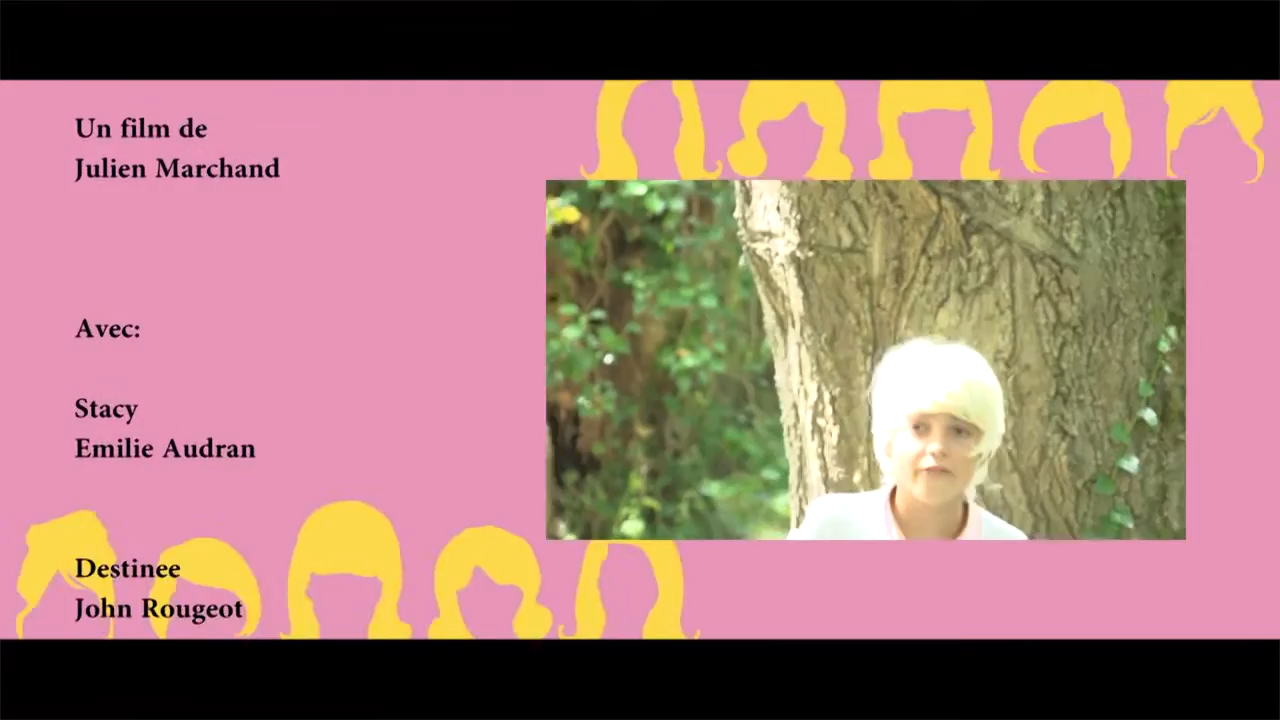 Un film de
Julien Marchand
Avec:
Stacy
Emilie Audran
Destinee
John Rougeot